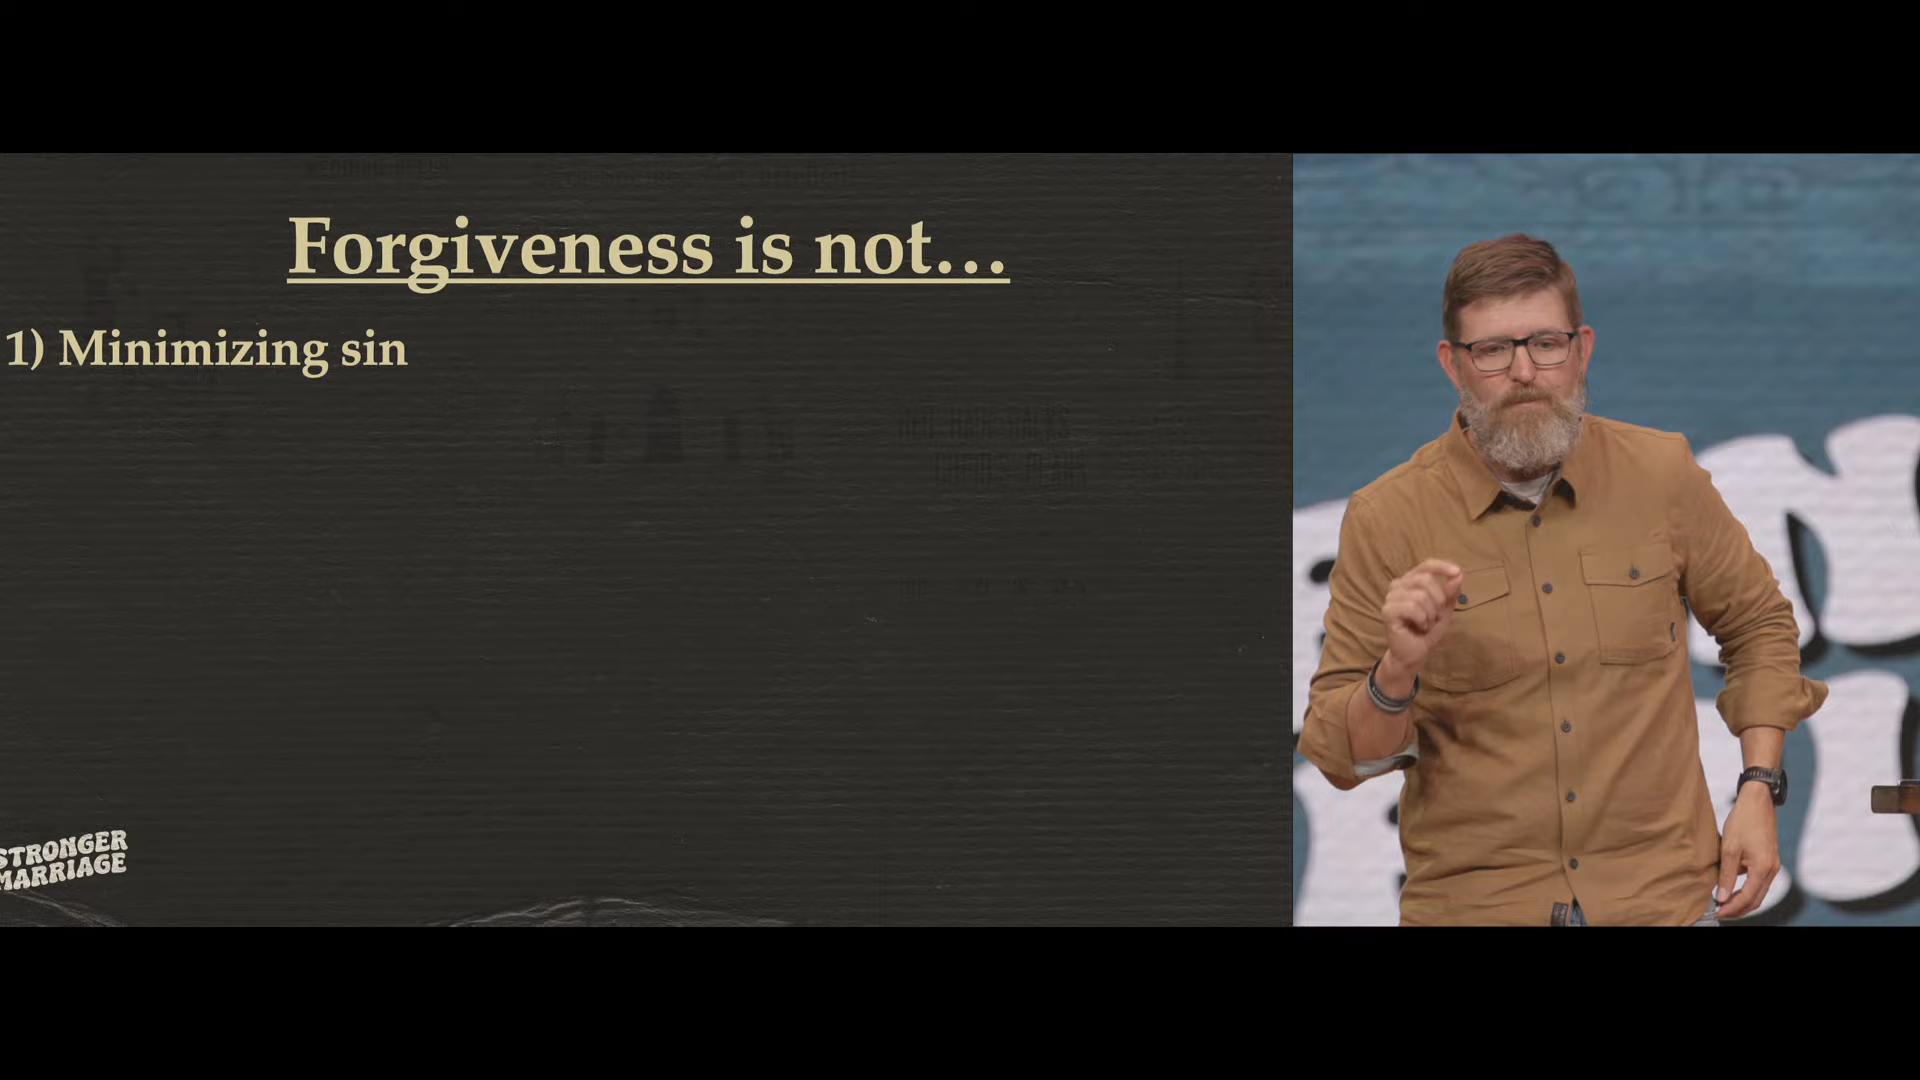 Forgiveness is not…
1) Minimizing sin
STRONGER
MARRIAGE